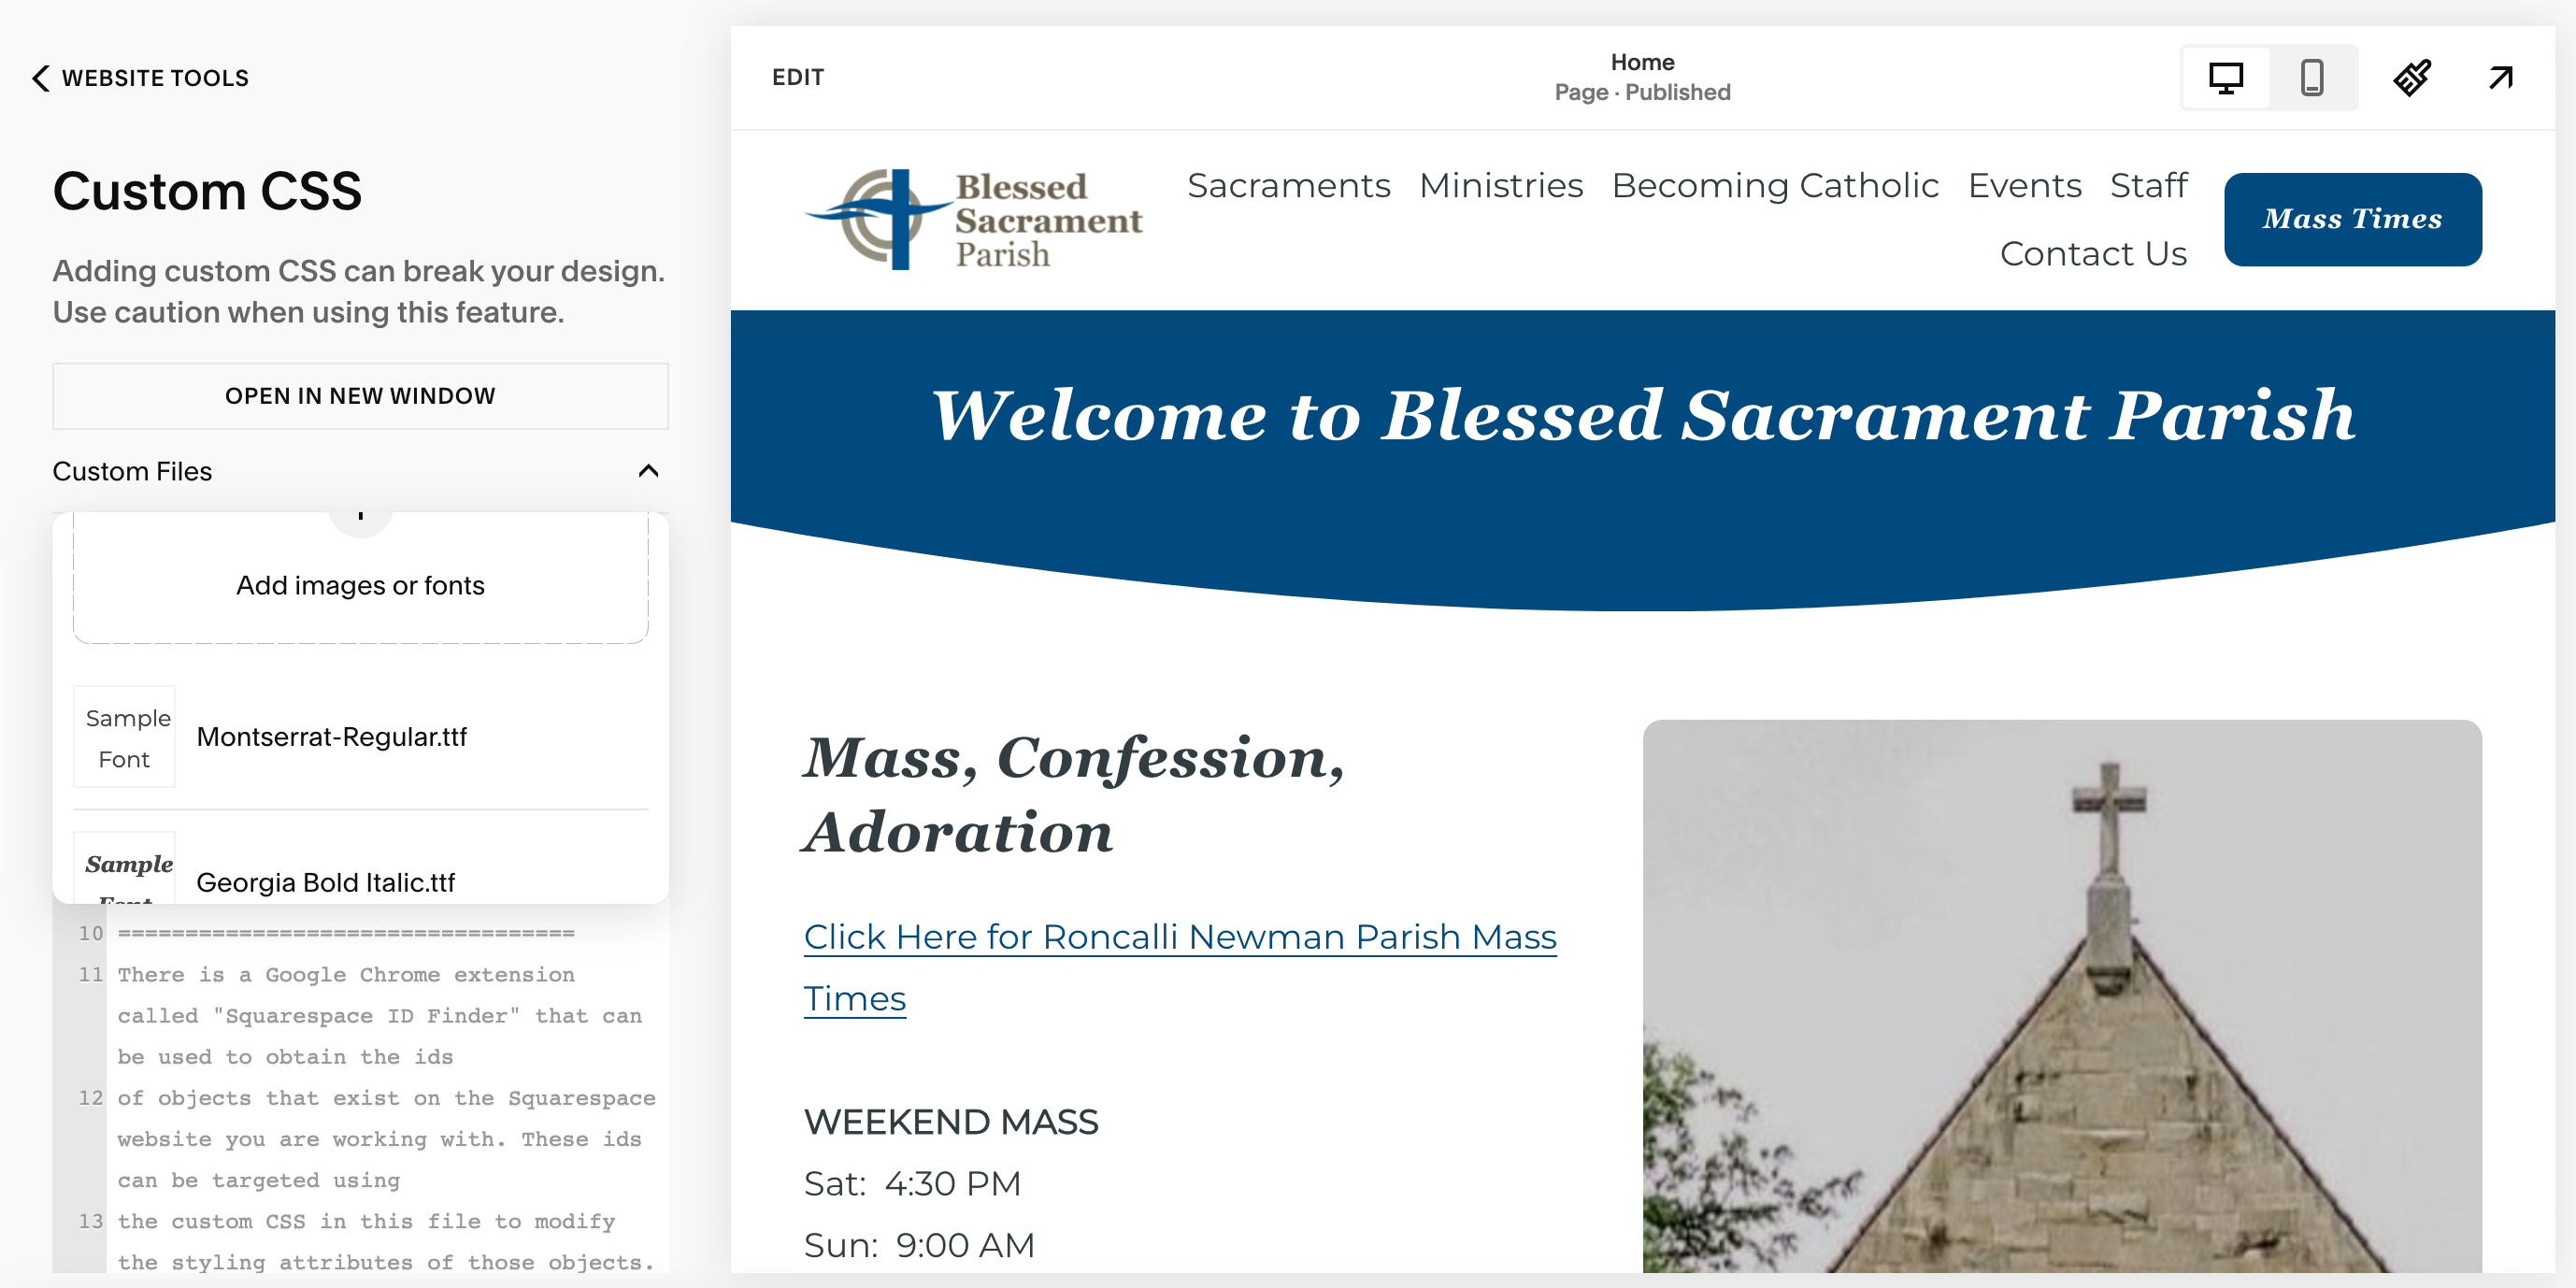 WEBSITE TOOLS
Custom CSS
Adding custom CSS can break your design.
Use caution when using this feature.
OPEN IN NEW WINDOW
Custom Files
Add images or fonts
Sample
Font
Montserrat-Regular.ttf
Sample
Font
Georgia Bold Italic.ttf
10 ==================================
11 There is a Google Chrome extension
called "Squarespace ID Finder" that can
be used to obtain the ids
12 of objects that exist on the Squarespace
website you are working with. These ids
can be targeted using
13 the custom CSS in this file to modify
the styling attributes of those objects.
EDIT
Home
Page · Published
Blessed
Sacrament
Parish
Sacraments Ministries Becoming Catholic Events Staff
Contact Us
Mass Times
Welcome to Blessed Sacrament Parish
Mass, Confession,
Adoration
Click Here for Roncalli Newman Parish Mass
Times
WEEKEND MASS
Sat: 4:30 PM
Sun: 9:00 AM